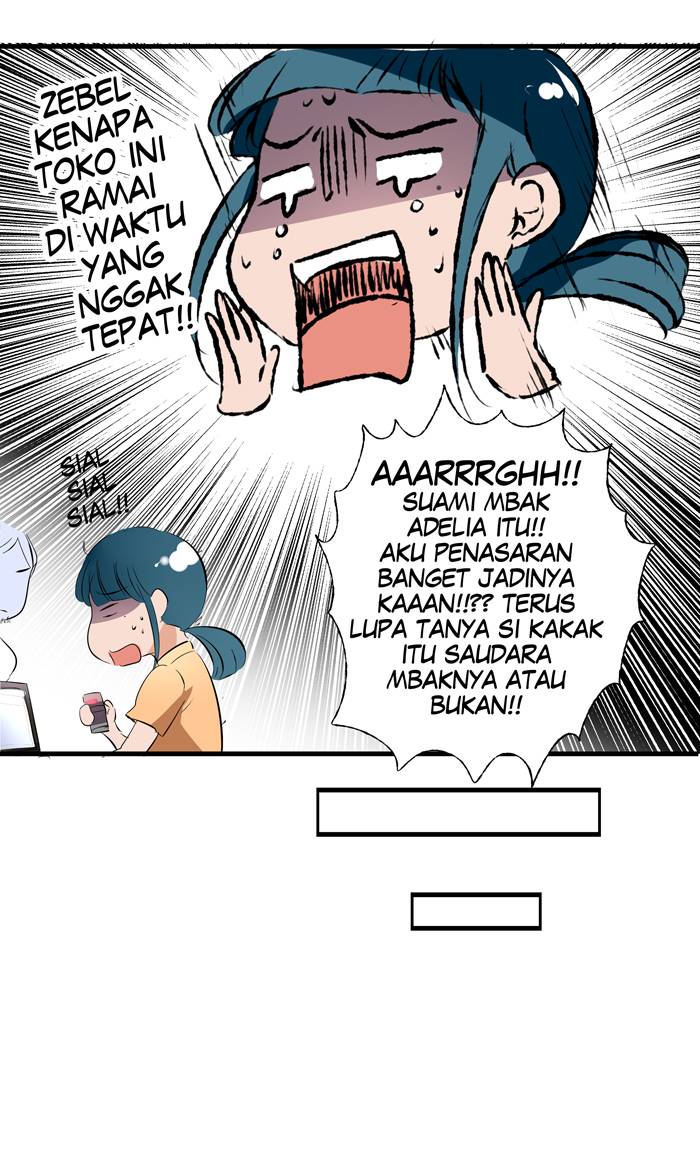 ZEBEL
KENAPA
TOKO INI
RAMAI
DI WAKTU
YANG
NGGAK
TEPAT!!
AAARRRGHH!!
SUAMI MBAK
ADELIA ITU!!
AKU PENASARAN
BANGET JADINYA
KAAAN!!?? TERUS
LUPA TANYA SI KAKAK
ITU SAUDARA
MBAKNYA ATAU
BUKAN!!
SIAL
SIAL
SIAL!!